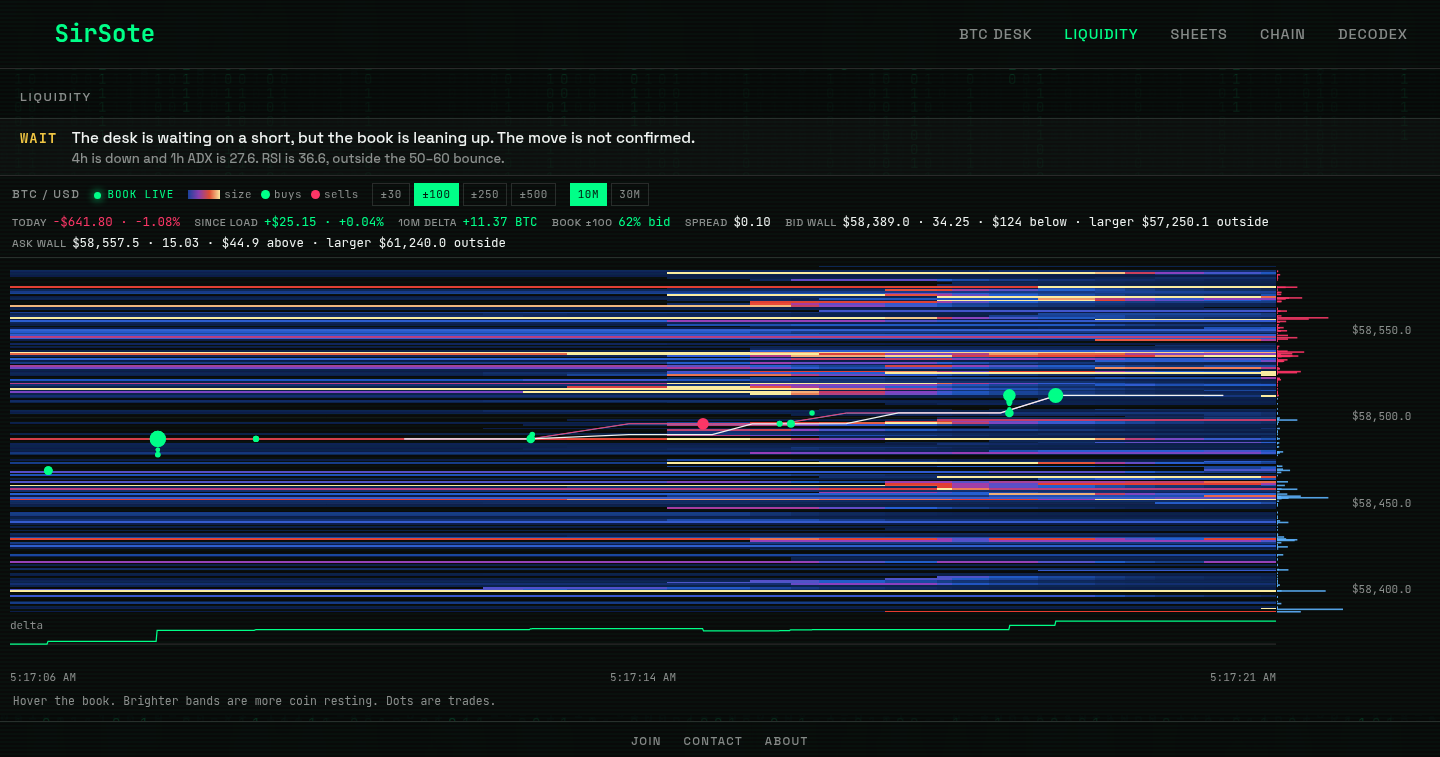 SirSote
BTC DESK LIQUIDITY SHEETS CHAIN DECODEX
LIQUIDITY
WAIT The desk is waiting on a short, but the book is leaning up. The move is not confirmed.
4h is down and 1h ADX is 27.6. RSI is 36.6, outside the 50–60 bounce.
BTC / USD BOOK LIVE size buys sells ±30 ±100 ±250 ±500 10M 30M
TODAY -$641.80 · -1.08% SINCE LOAD +$25.15 · +0.04% 10M DELTA +11.37 BTC BOOK ±100 62% bid SPREAD $0.10 BID WALL $58,389.0 · 34.25 · $124 below · larger $57,250.1 outside
ASK WALL $58,557.5 · 15.03 · $44.9 above · larger $61,240.0 outside
$58,550.0
$58,500.0
$58,450.0
$58,400.0
delta
5:17:06 AM 5:17:14 AM 5:17:21 AM
Hover the book. Brighter bands are more coin resting. Dots are trades.
JOIN CONTACT ABOUT